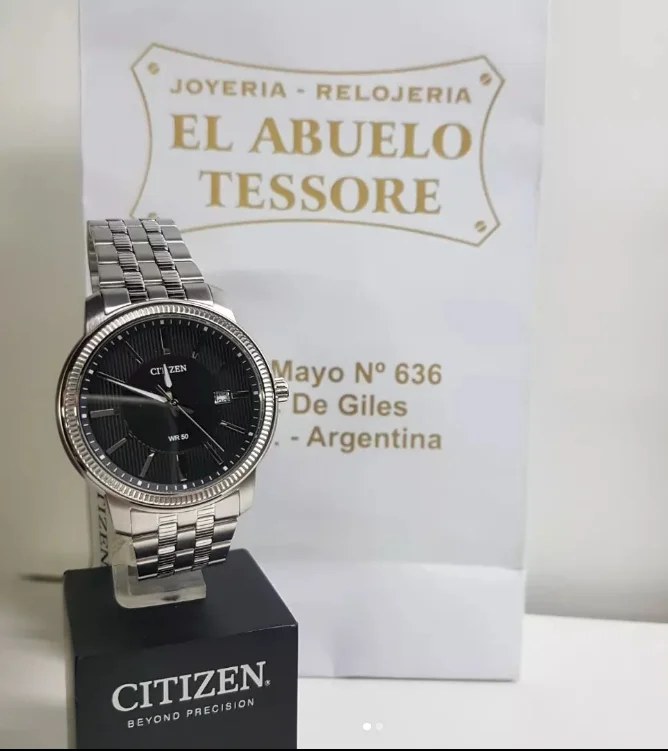 JOYERIA - RELOJERIA
EL ABUELO
TESSORE
Mayo Nº 636
De Giles
. - Argentina
CITIZEN
WR 50
CITIZEN
BEYOND PRECISION